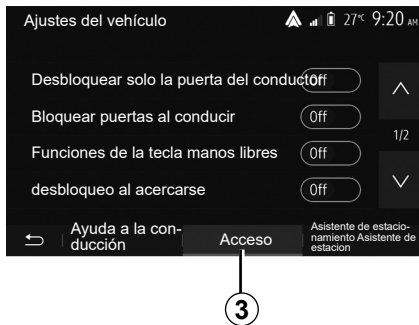 Ajustes del vehículo 27°C 9:20 AM
Desbloquear solo la puerta del conductor Off
Bloquear puertas al conducir Off
1/2
Funciones de la tecla manos libres Off
desbloqueo al acercarse Off
Ayuda a la con-
ducción
Acceso
Asistente de estacio-
namiento Asistente de
estacion
3